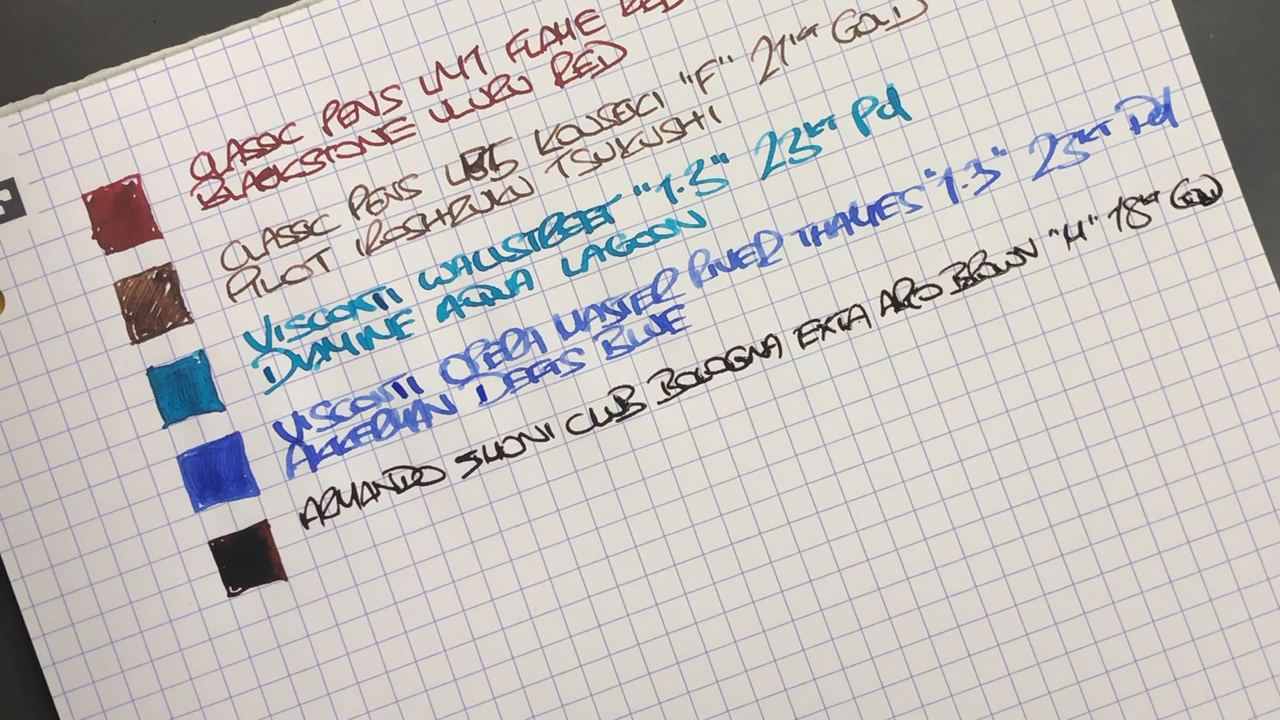 CLASSIC PENS LM1 FLAME RED
BLACKSTONE ULURU RED
CLASSIC PENS LB5 KOUSEKI "F" 21KT GOLD
PILOT IROSHIZUKU TSUKUSHI
VISCONTI WALLSTREET "1.3" 23KT Pd
DIAMINE AQUA LAGOON
VISCONTI OPERA MASTER RIVER THAMES "1.3" 23KT Pd
AKKERMAN DELFTS BLUE
ARMANDO SIMONI CLUB BOLOGNA EXTA ARCO BROWN "M" 18KT GOLD
F